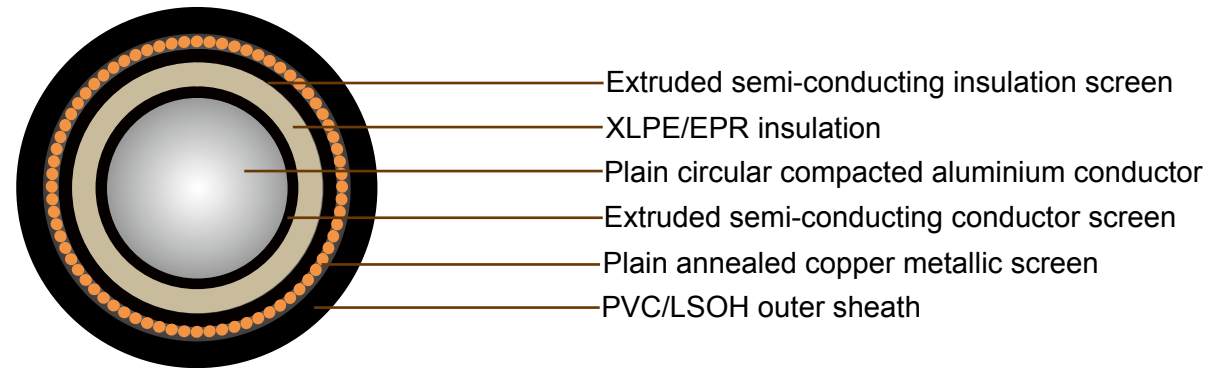 Extruded semi-conducting insulation screen
XLPE/EPR insulation
Plain circular compacted aluminium conductor
Extruded semi-conducting conductor screen
Plain annealed copper metallic screen
PVC/LSOH outer sheath